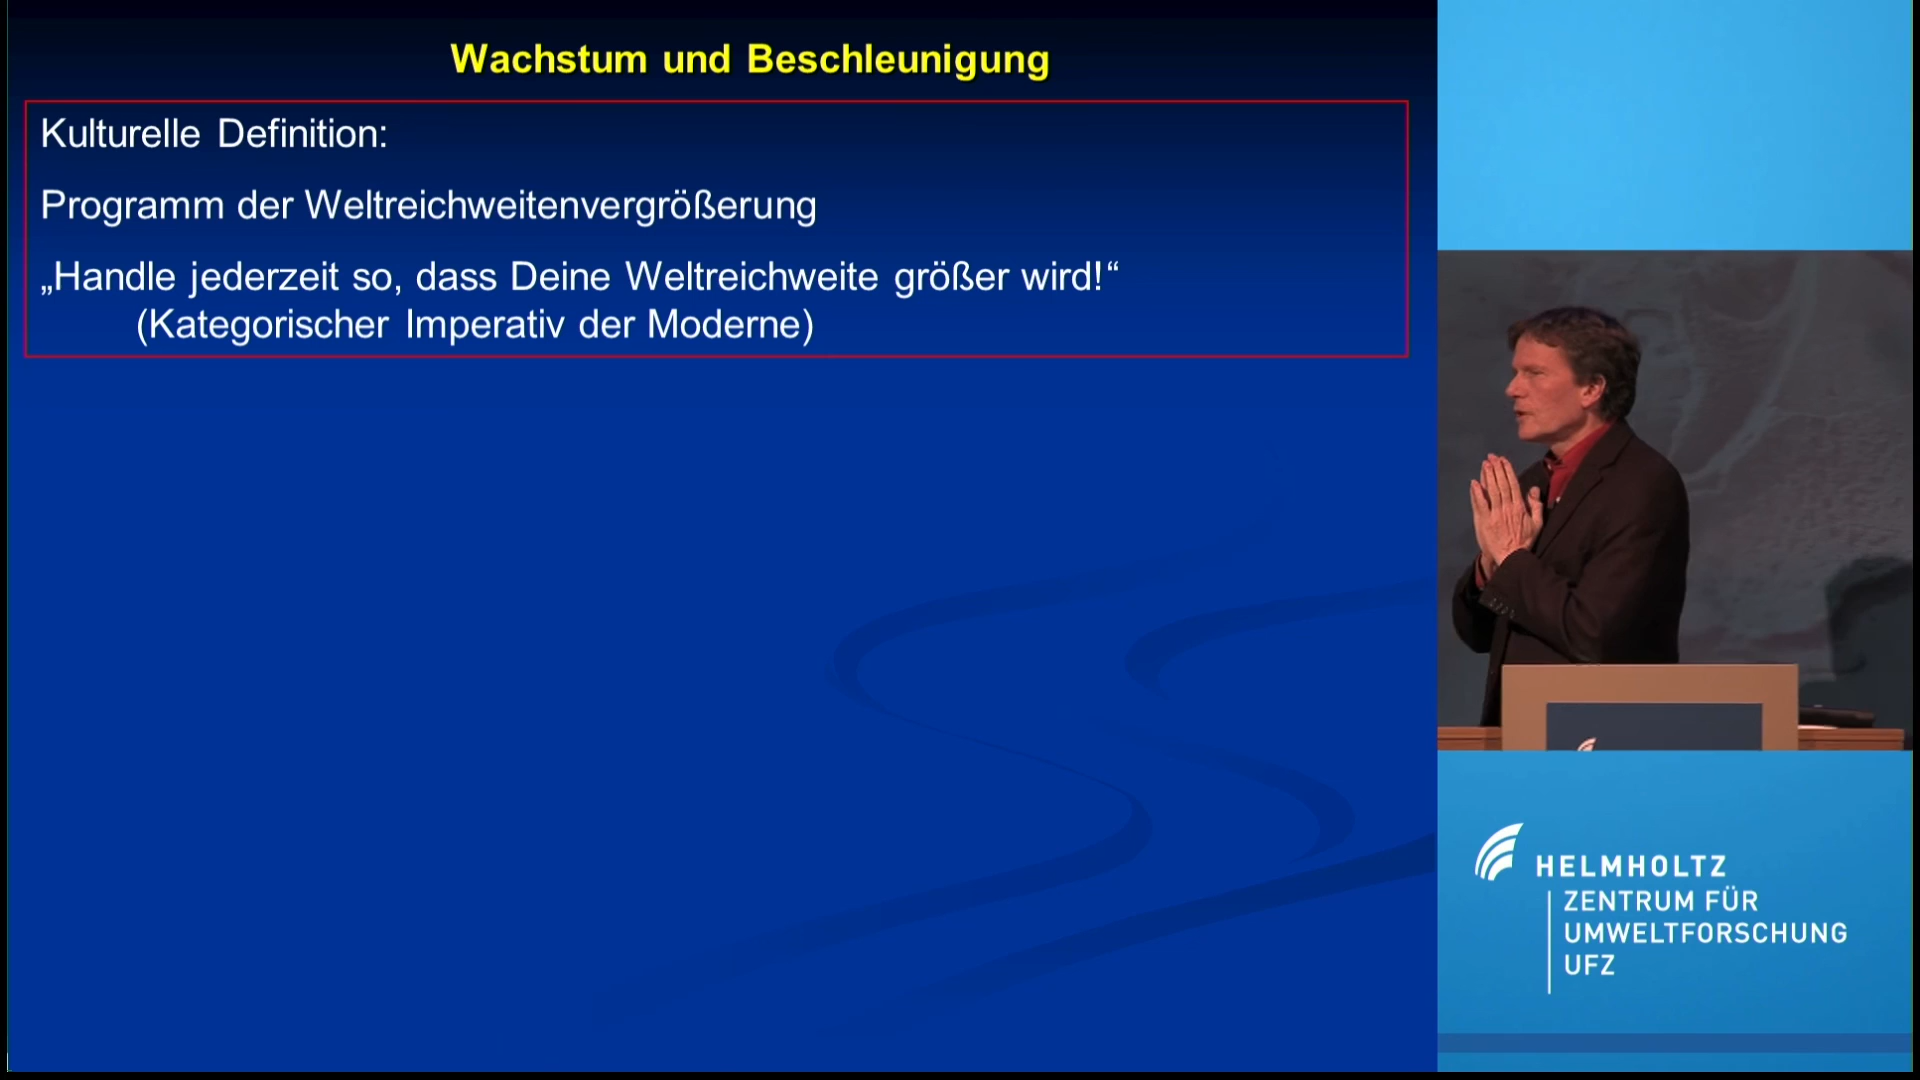 Wachstum und Beschleunigung
Kulturelle Definition:
Programm der Weltreichweitenvergrößerung
„Handle jederzeit so, dass Deine Weltreichweite größer wird!“
(Kategorischer Imperativ der Moderne)
HELMHOLTZ
ZENTRUM FÜR
UMWELTFORSCHUNG
UFZ